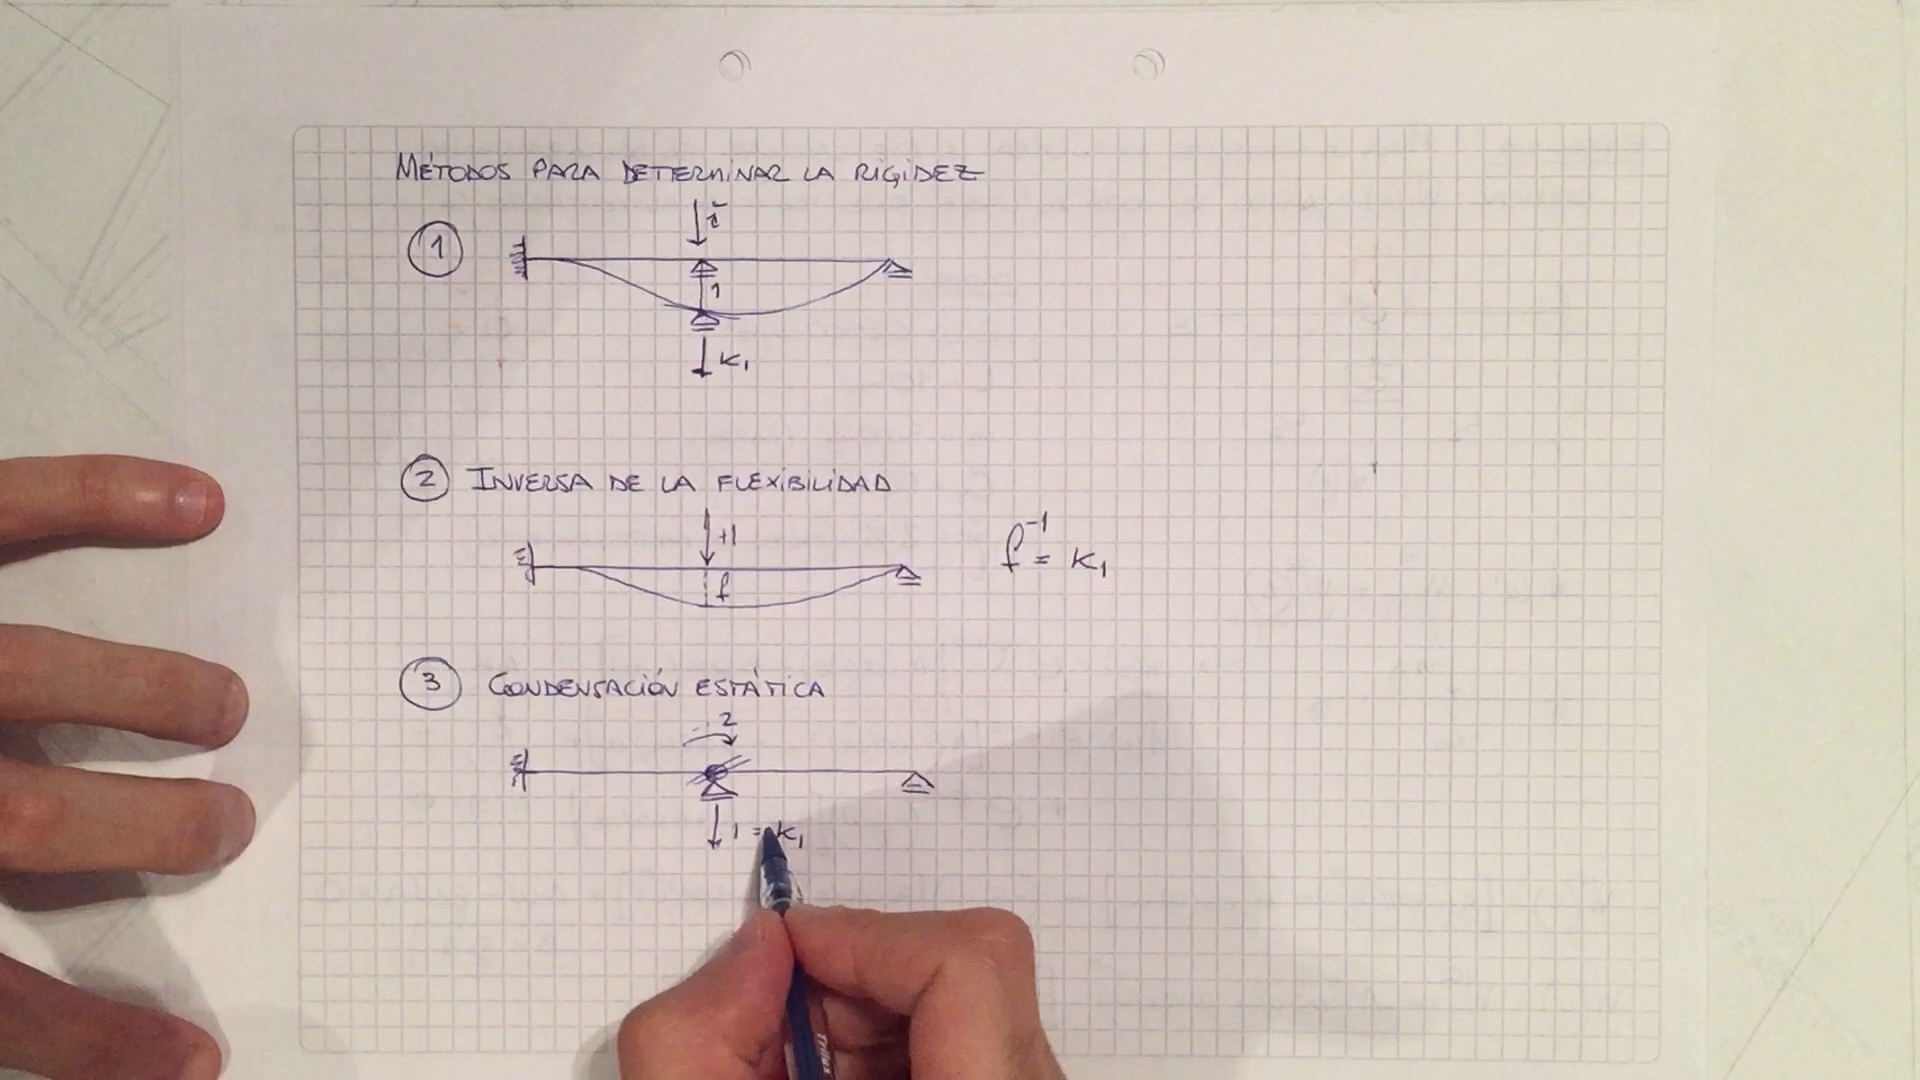 MÉTODOS PARA DETERMINAR LA RIGIDEZ
1
1
K₁
2 INVERSA DE LA FLEXIBILIDAD
+1
f
f⁻¹ = K₁
3 CONDENSACIÓN ESTÁTICA
2
1 = K₁